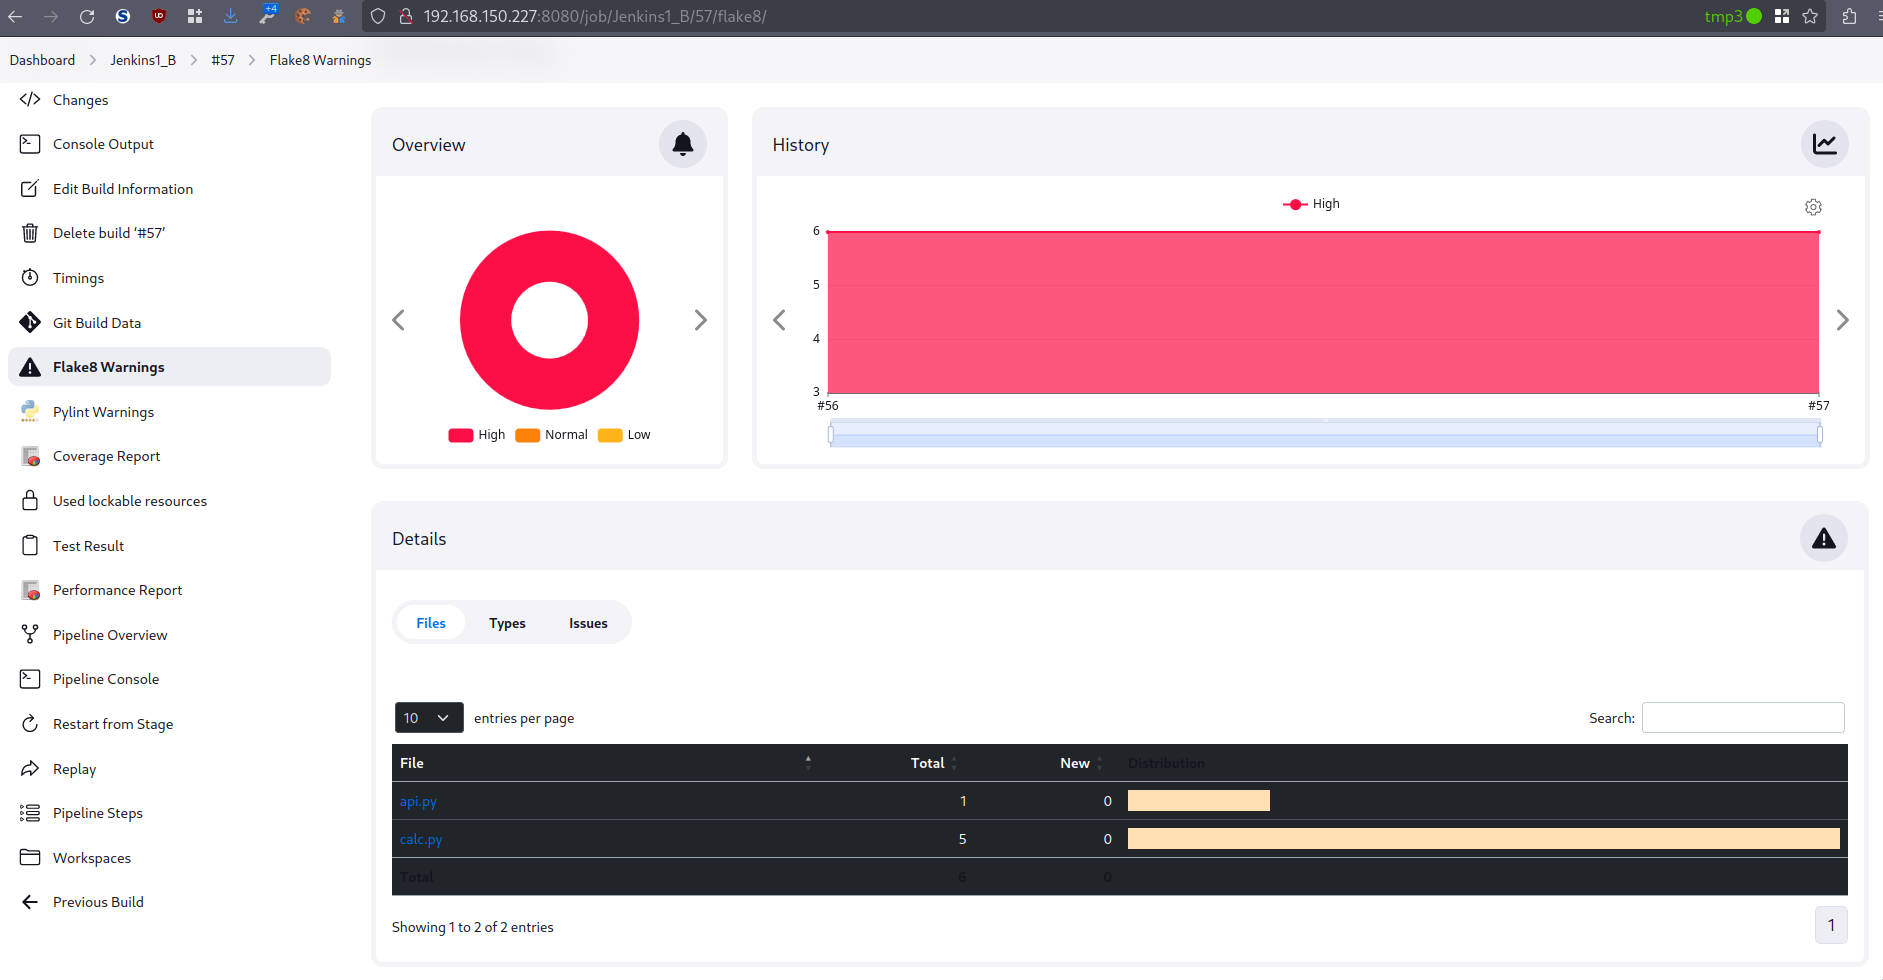 +4
192.168.150.227:8080/job/Jenkins1_B/57/flake8/
tmp3
Dashboard
Jenkins1_B
#57
Flake8 Warnings
Changes
Console Output
Edit Build Information
Delete build ‘#57’
Timings
Git Build Data
Flake8 Warnings
Pylint Warnings
Coverage Report
Used lockable resources
Test Result
Performance Report
Pipeline Overview
Pipeline Console
Restart from Stage
Replay
Pipeline Steps
Workspaces
Previous Build
Overview
High Normal Low
History
High
6
5
4
3
#56 #57
Details
Files Types Issues
10 entries per page
Search:
File Total New Distribution
api.py 1 0
calc.py 5 0
Total 6 0
Showing 1 to 2 of 2 entries
1